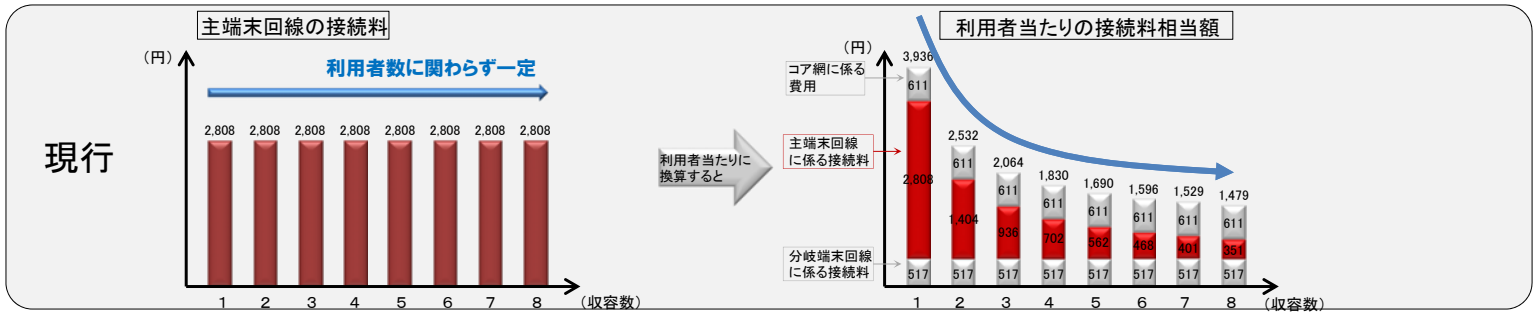 現行
主端末回線の接続料
（円）
利用者数に関わらず一定
2,808 2,808 2,808 2,808 2,808 2,808 2,808 2,808
1 2 3 4 5 6 7 8
（収容数）
利用者当たりに
換算すると
利用者当たりの接続料相当額
（円）
コア網に係る
費用
主端末回線
に係る接続料
分岐端末回線
に係る接続料
3,936 2,532 2,064 1,830 1,690 1,596 1,529 1,479
611 611 611 611 611 611 611 611
2,808 1,404 936 702 562 468 401 351
517 517 517 517 517 517 517 517
1 2 3 4 5 6 7 8
（収容数）